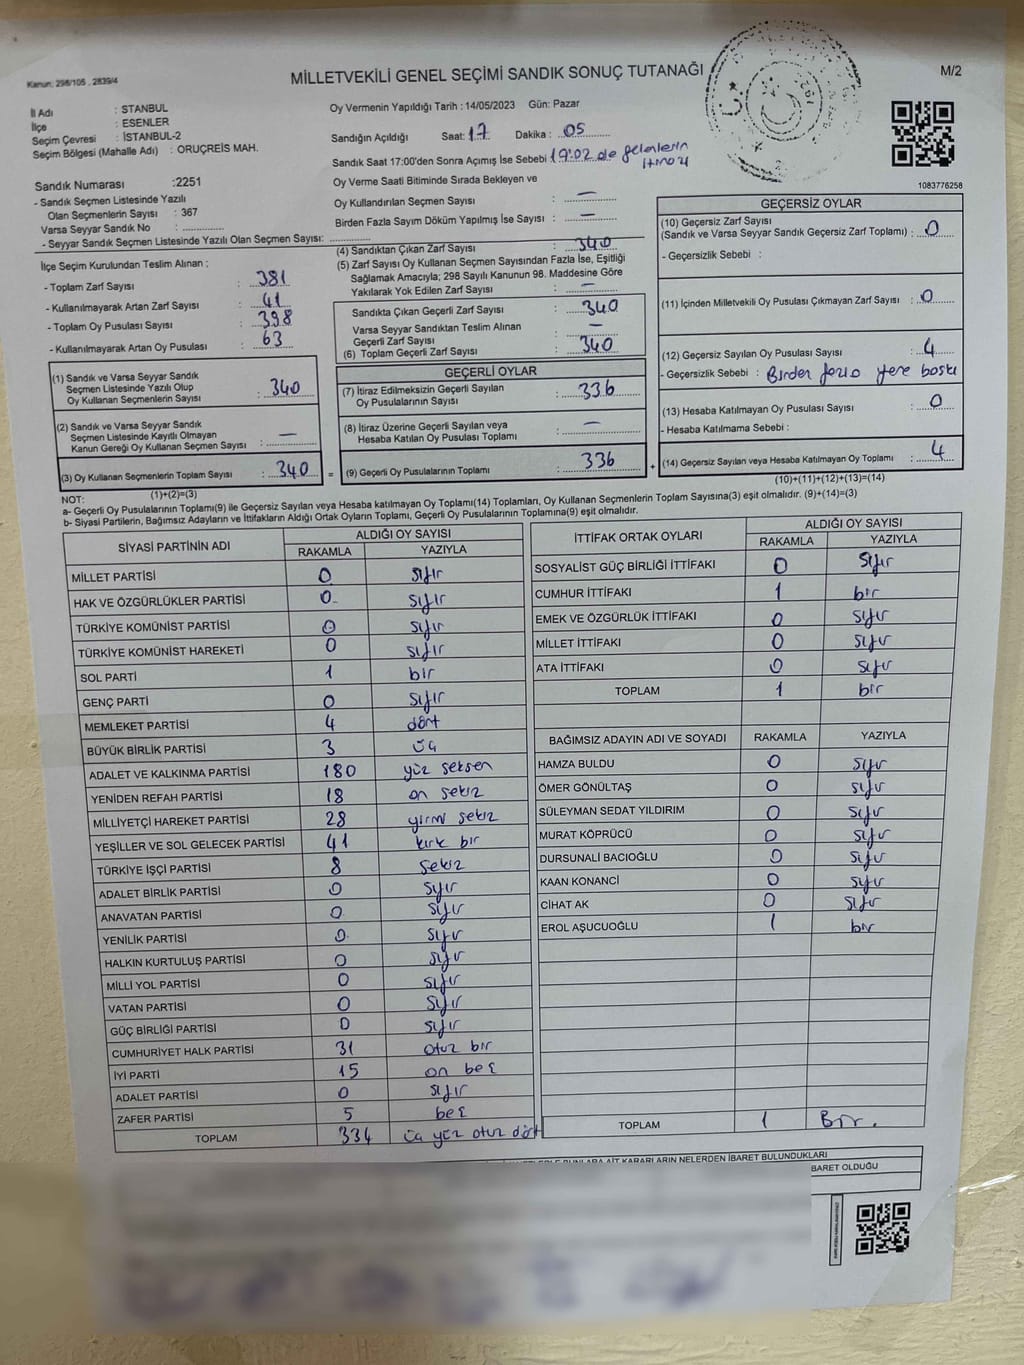 Kanun: 298/105 , 2839/4
MİLLETVEKİLİ GENEL SEÇİMİ SANDIK SONUÇ TUTANAĞI
M/2
İl Adı : STANBUL
İlçe : ESENLER
Seçim Çevresi : İSTANBUL-2
Seçim Bölgesi (Mahalle Adı) : ORUÇREİS MAH.
Oy Vermenin Yapıldığı Tarih : 14/05/2023 Gün: Pazar
Sandığın Açıldığı Saat: 17 Dakika : 05
Sandık Saat 17:00'den Sonra Açımış İse Sebebi 19:02 de gelenlerin
1083776258
Sandık Numarası :2251
- Sandık Seçmen Listesinde Yazılı
Olan Seçmenlerin Sayısı : 367
Varsa Seyyar Sandık No :
- Seyyar Sandık Seçmen Listesinde Yazılı Olan Seçmen Sayısı:
Oy Verme Saati Bitiminde Sırada Bekleyen ve
Oy Kullandırılan Seçmen Sayısı : —
Birden Fazla Sayım Döküm Yapılmış İse Sayısı : —
İlçe Seçim Kurulundan Teslim Alınan ;
- Toplam Zarf Sayısı : 381
- Kullanılmayarak Artan Zarf Sayısı : 41
- Toplam Oy Pusulası Sayısı : 398
- Kullanılmayarak Artan Oy Pusulası : 63
(4) Sandıktan Çıkan Zarf Sayısı : 340
(5) Zarf Sayısı Oy Kullanan Seçmen Sayısından Fazla İse, Eşitliği
Sağlamak Amacıyla; 298 Sayılı Kanunun 98. Maddesine Göre
Yakılarak Yok Edilen Zarf Sayısı : —
Sandıkta Çıkan Geçerli Zarf Sayısı : 340
Varsa Seyyar Sandıktan Teslim Alınan
Geçerli Zarf Sayısı : —
(6) Toplam Geçerli Zarf Sayısı : 340
GEÇERSİZ OYLAR
(10) Geçersiz Zarf Sayısı
(Sandık ve Varsa Seyyar Sandık Geçersiz Zarf Toplamı) : 0
- Geçersizlik Sebebi :
(11) İçinden Milletvekili Oy Pusulası Çıkmayan Zarf Sayısı : 0
(12) Geçersiz Sayılan Oy Pusulası Sayısı : 4
- Geçersizlik Sebebi : Birden fazla yere baskı
(13) Hesaba Katılmayan Oy Pusulası Sayısı : 0
- Hesaba Katılmama Sebebi :
(14) Geçersiz Sayılan veya Hesaba Katılmayan Oy Toplamı : 4
(10)+(11)+(12)+(13)=(14)
(1) Sandık ve Varsa Seyyar Sandık
Seçmen Listesinde Yazılı Olup
Oy Kullanan Seçmenlerin Sayısı : 340
(2) Sandık ve Varsa Seyyar Sandık
Seçmen Listesinde Kayıtlı Olmayan
Kanun Gereği Oy Kullanan Seçmen Sayısı : —
(3) Oy Kullanan Seçmenlerin Toplam Sayısı : 340 =
(1)+(2)=(3)
GEÇERLİ OYLAR
(7) İtiraz Edilmeksizin Geçerli Sayılan
Oy Pusulalarının Sayısı : 336
(8) İtiraz Üzerine Geçerli Sayılan veya
Hesaba Katılan Oy Pusulası Toplamı : —
(9) Geçerli Oy Pusulalarının Toplamı : 336 +
NOT:
a- Geçerli Oy Pusulalarının Toplamı(9) ile Geçersiz Sayılan veya Hesaba katılmayan Oy Toplamı(14) Toplamları, Oy Kullanan Seçmenlerin Toplam Sayısına(3) eşit olmalıdır. (9)+(14)=(3)
b- Siyasi Partilerin, Bağımsız Adayların ve İttifakların Aldığı Ortak Oyların Toplamı, Geçerli Oy Pusulalarının Toplamına(9) eşit olmalıdır.
SİYASİ PARTİNİN ADI ALDIĞI OY SAYISI
RAKAMLA YAZIYLA
MİLLET PARTİSİ 0 sıfır
HAK VE ÖZGÜRLÜKLER PARTİSİ 0 sıfır
TÜRKİYE KOMÜNİST PARTİSİ 0 sıfır
TÜRKİYE KOMÜNİST HAREKETİ 0 sıfır
SOL PARTİ 1 bir
GENÇ PARTİ 0 sıfır
MEMLEKET PARTİSİ 4 dört
BÜYÜK BİRLİK PARTİSİ 3 üç
ADALET VE KALKINMA PARTİSİ 180 yüz seksen
YENİDEN REFAH PARTİSİ 18 on sekiz
MİLLİYETÇİ HAREKET PARTİSİ 28 yirmi sekiz
YEŞİLLER VE SOL GELECEK PARTİSİ 41 kırk bir
TÜRKİYE İŞÇİ PARTİSİ 8 sekiz
ADALET BİRLİK PARTİSİ 0 sıfır
ANAVATAN PARTİSİ 0 sıfır
YENİLİK PARTİSİ 0 sıfır
HALKIN KURTULUŞ PARTİSİ 0 sıfır
MİLLİ YOL PARTİSİ 0 sıfır
VATAN PARTİSİ 0 sıfır
GÜÇ BİRLİĞİ PARTİSİ 0 sıfır
CUMHURİYET HALK PARTİSİ 31 otuz bir
İYİ PARTİ 15 on beş
ADALET PARTİSİ 0 sıfır
ZAFER PARTİSİ 5 beş
TOPLAM 334 üç yüz otuz dört
İTTİFAK ORTAK OYLARI ALDIĞI OY SAYISI
RAKAMLA YAZIYLA
SOSYALİST GÜÇ BİRLİĞİ İTTİFAKI 0 sıfır
CUMHUR İTTİFAKI 1 bir
EMEK VE ÖZGÜRLÜK İTTİFAKI 0 sıfır
MİLLET İTTİFAKI 0 sıfır
ATA İTTİFAKI 0 sıfır
TOPLAM 1 bir
BAĞIMSIZ ADAYIN ADI VE SOYADI RAKAMLA YAZIYLA
HAMZA BULDU 0 sıfır
ÖMER GÖNÜLTAŞ 0 sıfır
SÜLEYMAN SEDAT YILDIRIM 0 sıfır
MURAT KÖPRÜCÜ 0 sıfır
DURSUNALİ BACIOĞLU 0 sıfır
KAAN KONANCİ 0 sıfır
CİHAT AK 0 sıfır
EROL AŞUCUOĞLU 1 bir
TOPLAM 1 Bir.
BUNLARA AİT KARARLARIN NELERDEN İBARET BULUNDUKLARI
BARET OLDUĞU